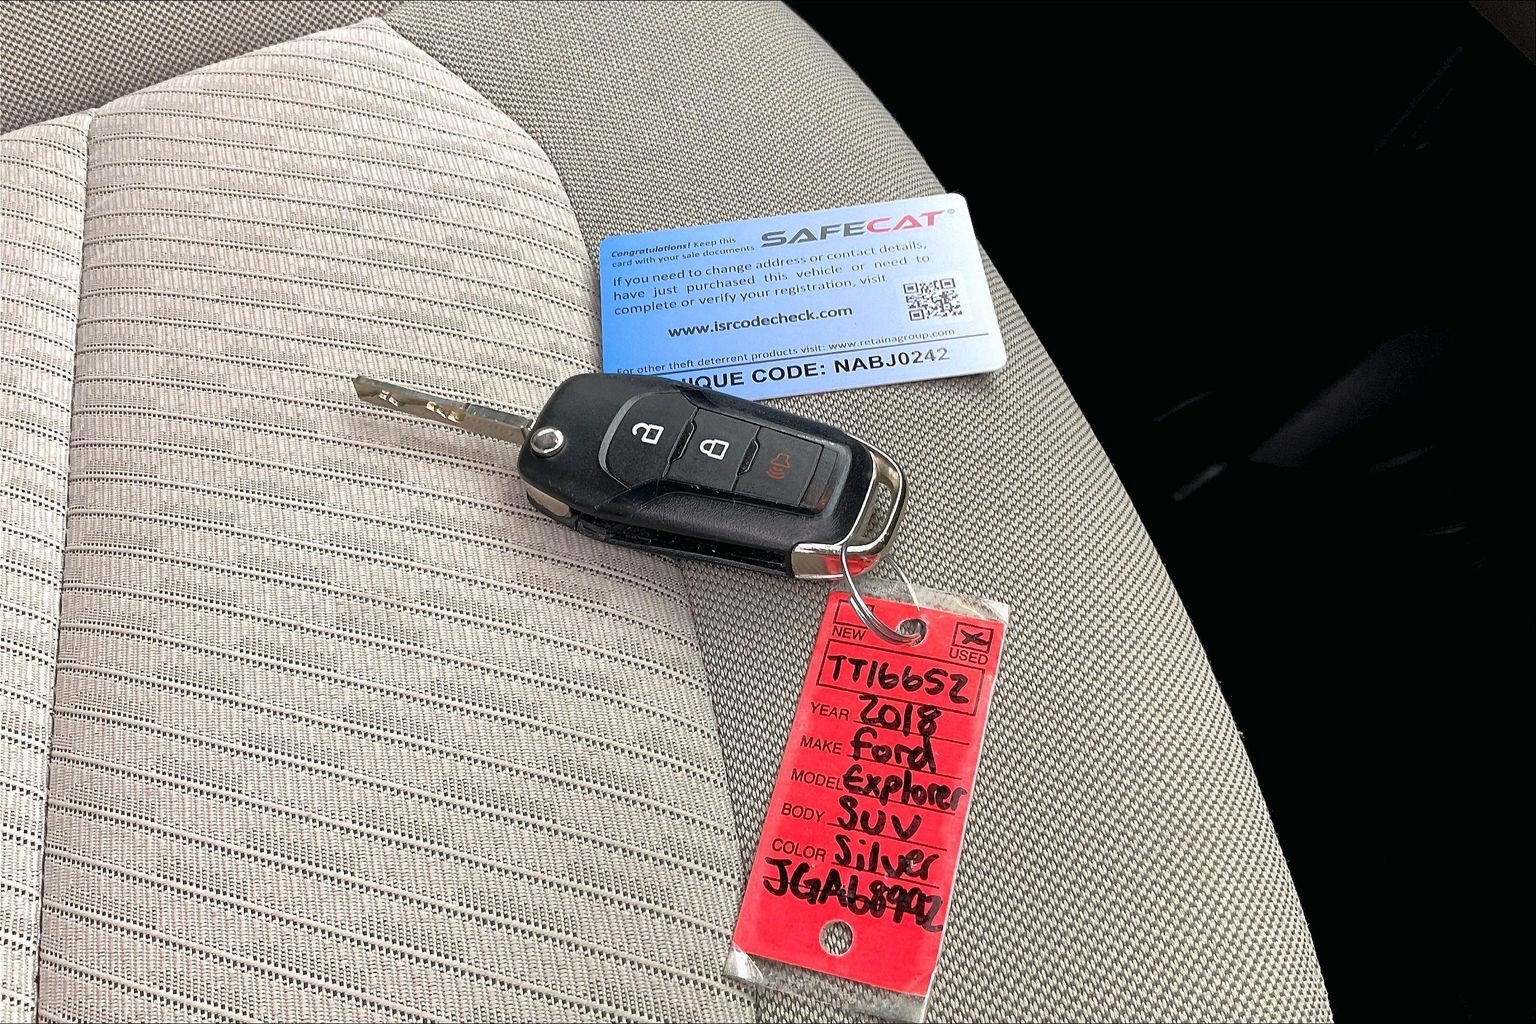 Congratulations! Keep this
card with your sale documents
SAFECAT®
If you need to change address or contact details,
have just purchased this vehicle or need to
complete or verify your registration, visit
www.isrcodecheck.com
For other theft deterrent products visit: www.retainagroup.com
IQUE CODE: NABJ0242
NEW
USED
TT16652
YEAR 2018
MAKE Ford
MODEL Explorer
BODY SUV
COLOR Silver
JGA68992